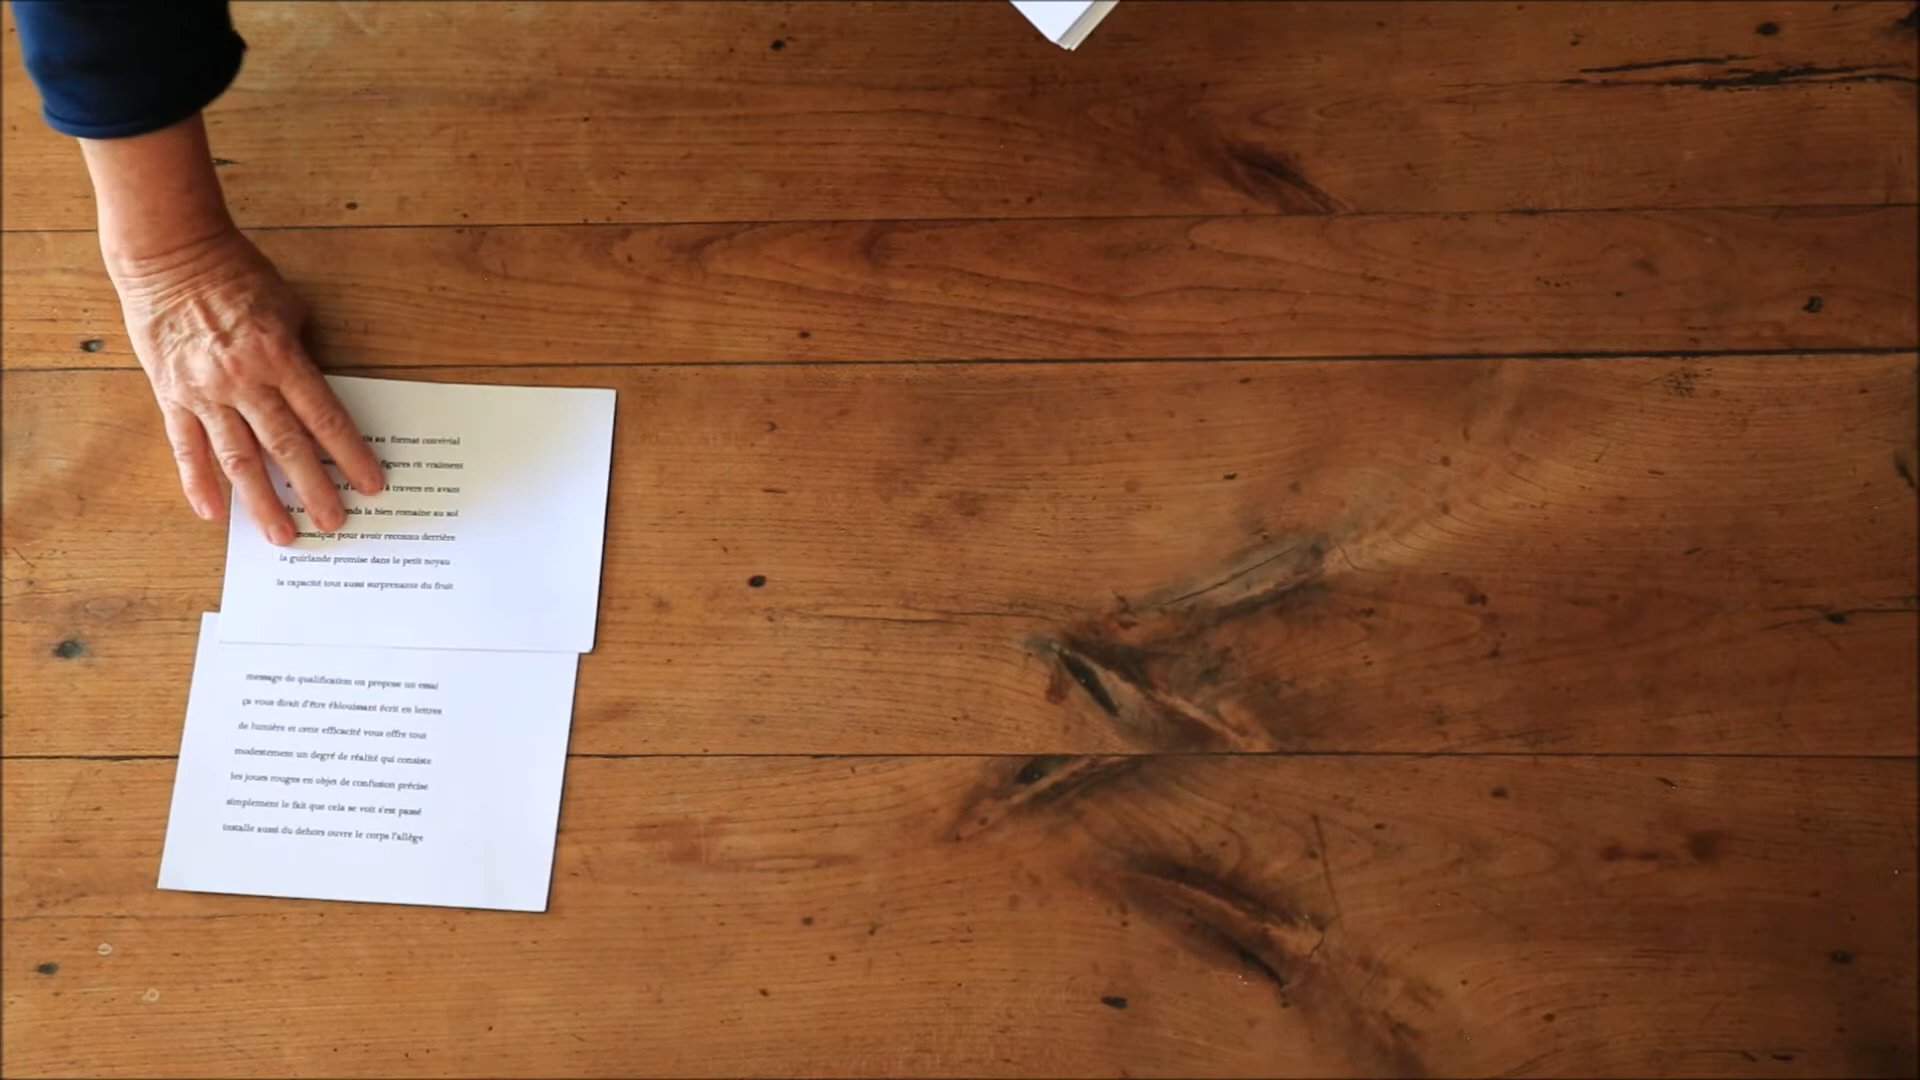 au format convivial
figures rit vraiment
à travers en avant
la bien romaine au sol
mosaïque pour avoir reconnu derrière
la guirlande promise dans le petit noyau
la capacité tout aussi surprenante du fruit
message de qualification on propose un essai
ça vous dirait d'être éblouissant écrit en lettres
de lumière et cette efficacité vous offre tout
modestement un degré de réalité qui consiste
les joues rouges en objet de confusion précise
simplement le fait que cela se voit s'est passé
installe aussi du dehors ouvre le corps l'allège